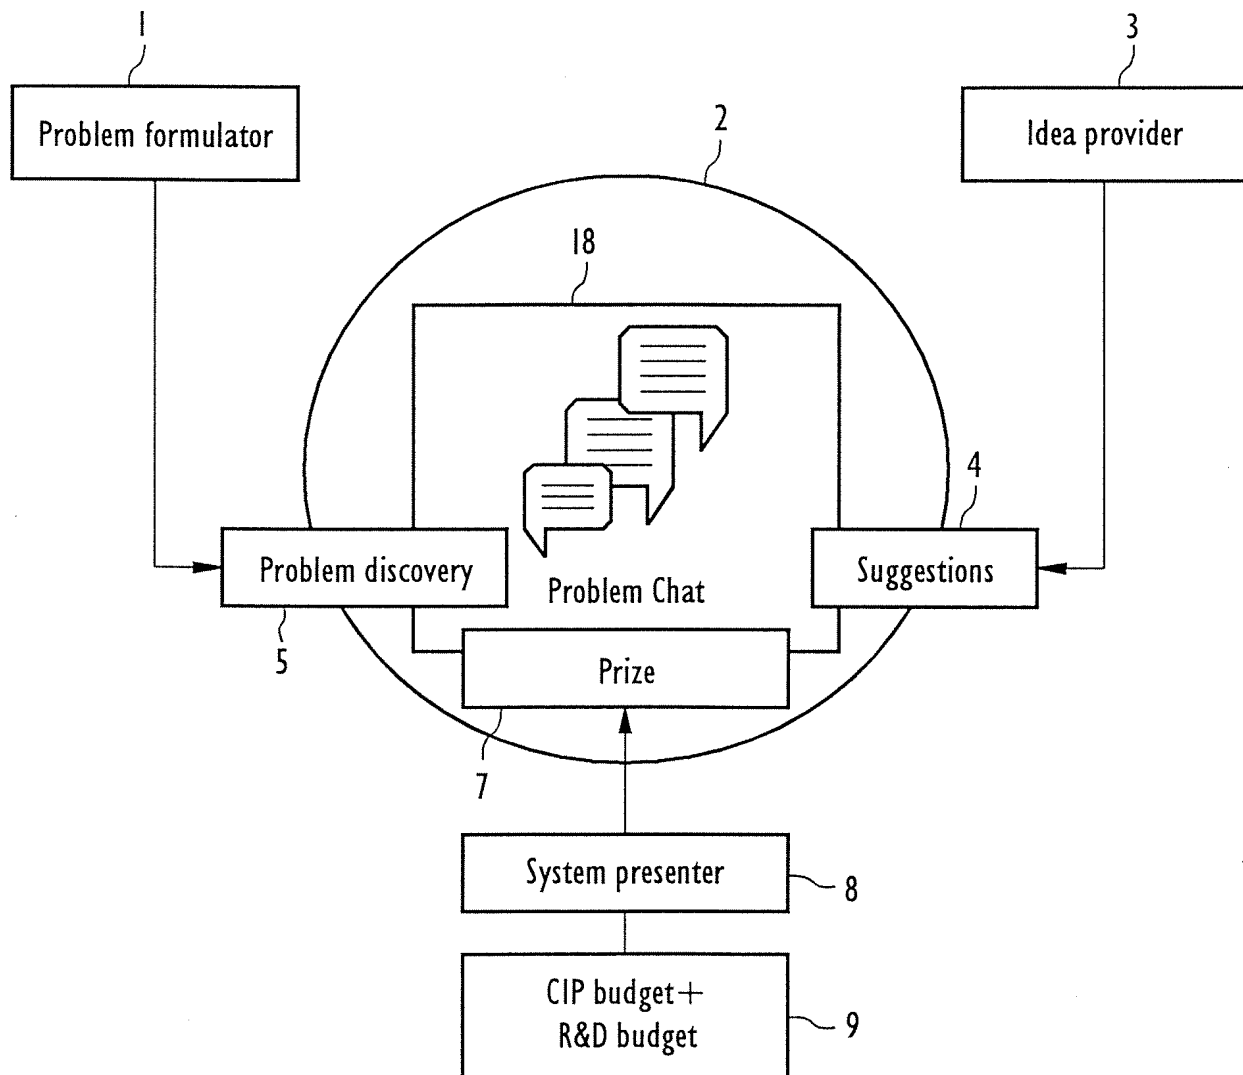 1
3
Problem formulator
2
Idea provider
18
4
Problem discovery
Suggestions
Problem Chat
5
Prize
7
System presenter
8
CIP budget+
R&D budget
9